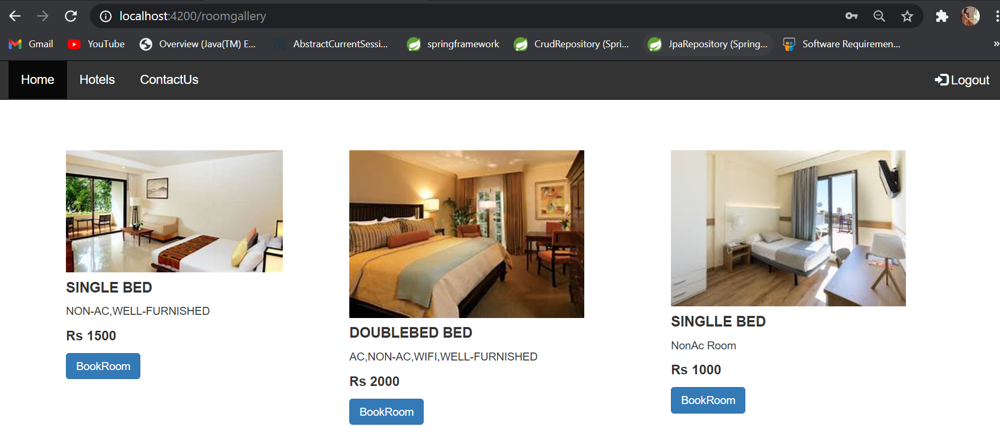 localhost:4200/roomgallery
Gmail YouTube Overview (Java(TM) E... AbstractCurrentSessi... springframework CrudRepository (Spri... JpaRepository (Spring... Software Requiremen... »
Home Hotels ContactUs Logout
SINGLE BED
NON-AC,WELL-FURNISHED
Rs 1500
BookRoom
DOUBLEBED BED
AC,NON-AC,WIFI,WELL-FURNISHED
Rs 2000
BookRoom
SINGLLE BED
NonAc Room
Rs 1000
BookRoom